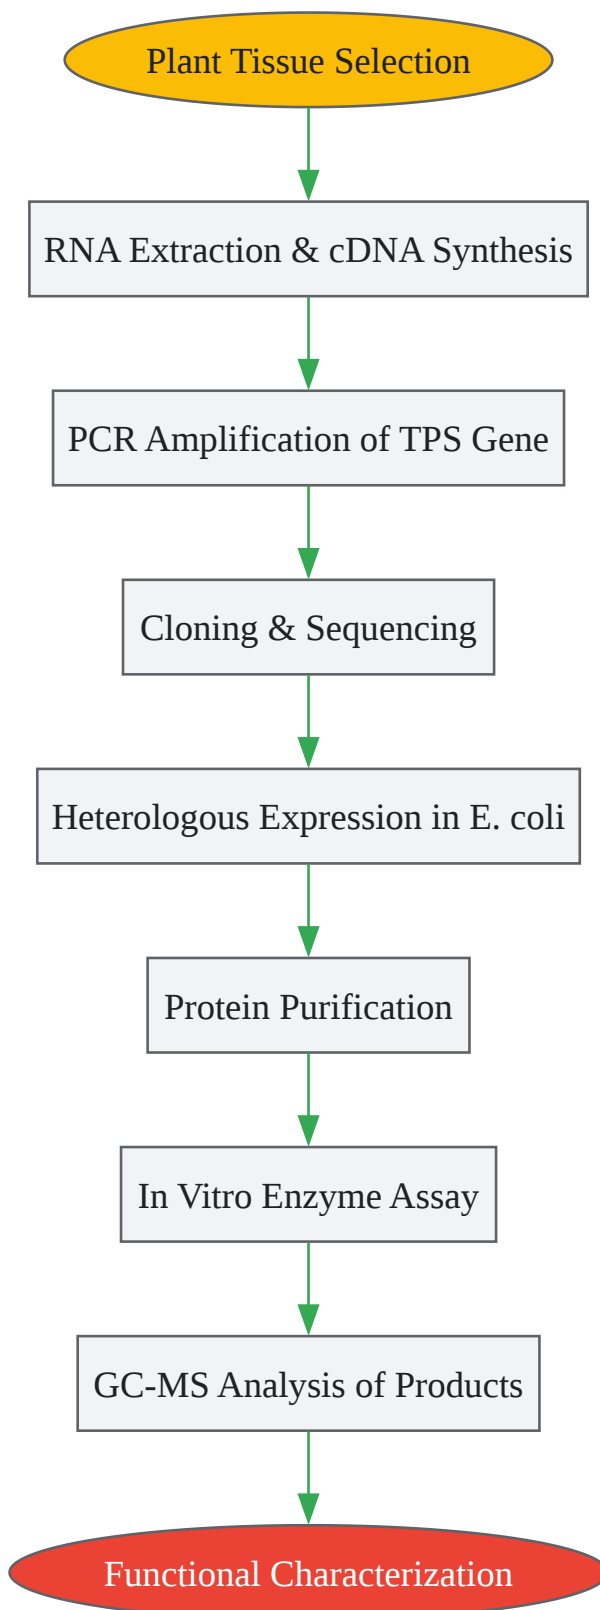 Plant Tissue Selection
RNA Extraction & cDNA Synthesis
PCR Amplification of TPS Gene
Cloning & Sequencing
Heterologous Expression in E. coli
Protein Purification
In Vitro Enzyme Assay
GC-MS Analysis of Products
Functional Characterization